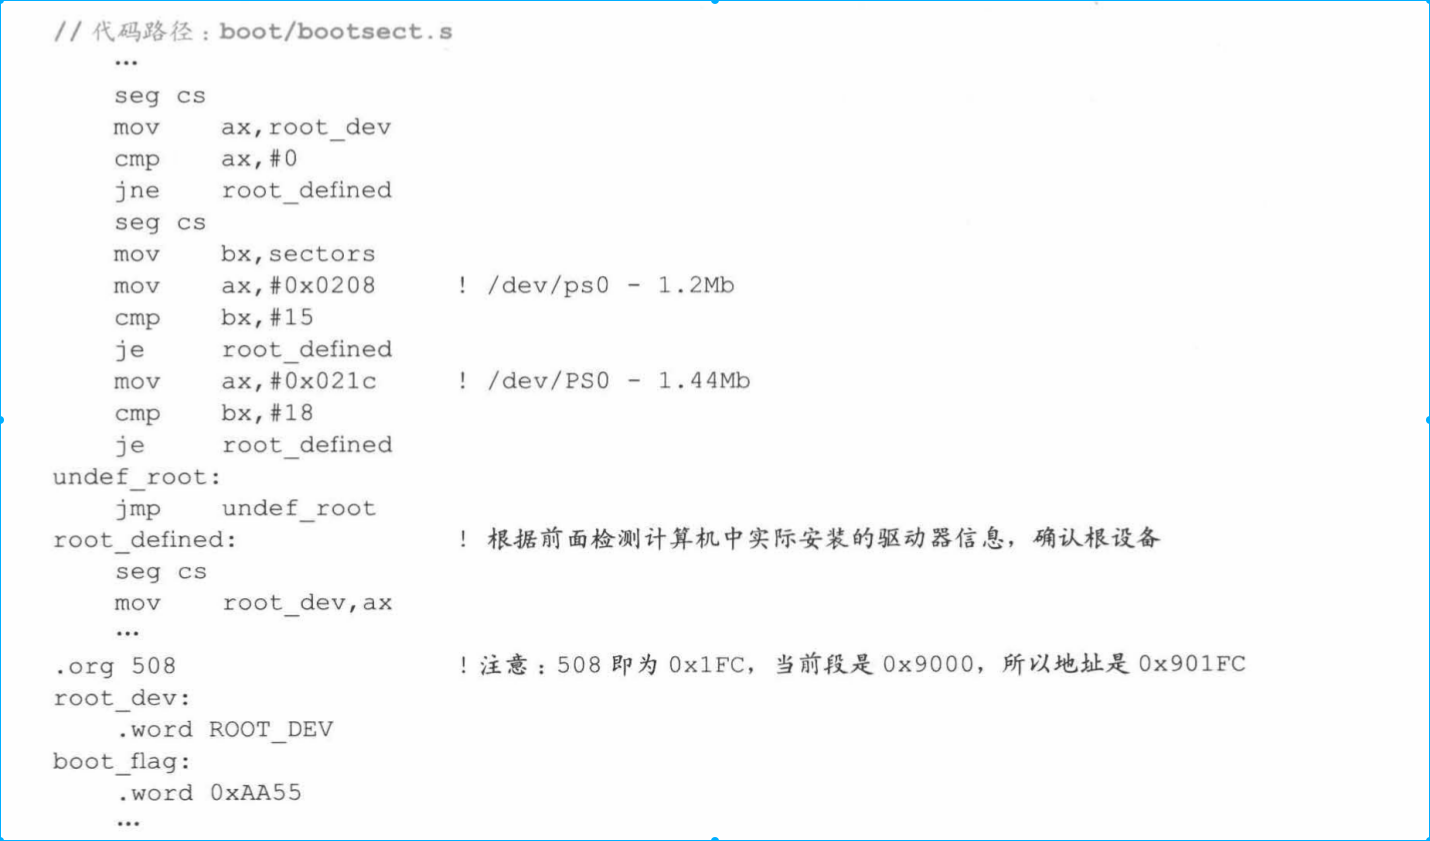 // 代码路径：boot/bootsect.s
…
seg cs
mov ax,root_dev
cmp ax,#0
jne root_defined
seg cs
mov bx,sectors
mov ax,#0x0208 ! /dev/ps0 - 1.2Mb
cmp bx,#15
je root_defined
mov ax,#0x021c ! /dev/PS0 - 1.44Mb
cmp bx,#18
je root_defined
undef_root:
jmp undef_root
root_defined: ! 根据前面检测计算机中实际安装的驱动器信息，确认根设备
seg cs
mov root_dev,ax
…
.org 508 ! 注意：508 即为 0x1FC，当前段是 0x9000，所以地址是 0x901FC
root_dev:
.word ROOT_DEV
boot_flag:
.word 0xAA55
…